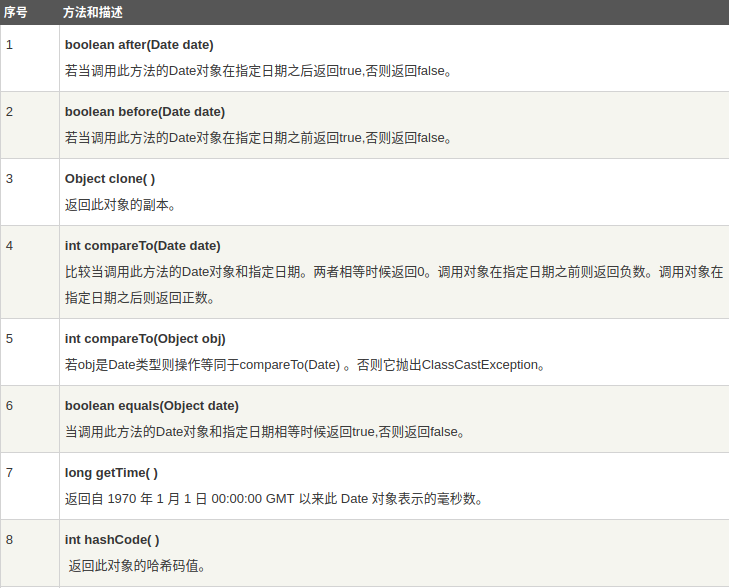 序号 方法和描述
1 boolean after(Date date)
若当调用此方法的Date对象在指定日期之后返回true,否则返回false。
2 boolean before(Date date)
若当调用此方法的Date对象在指定日期之前返回true,否则返回false。
3 Object clone( )
返回此对象的副本。
4 int compareTo(Date date)
比较当调用此方法的Date对象和指定日期。两者相等时候返回0。调用对象在指定日期之前则返回负数。调用对象在
指定日期之后则返回正数。
5 int compareTo(Object obj)
若obj是Date类型则操作等同于compareTo(Date) 。否则它抛出ClassCastException。
6 boolean equals(Object date)
当调用此方法的Date对象和指定日期相等时候返回true,否则返回false。
7 long getTime( )
返回自 1970 年 1 月 1 日 00:00:00 GMT 以来此 Date 对象表示的毫秒数。
8 int hashCode( )
返回此对象的哈希码值。